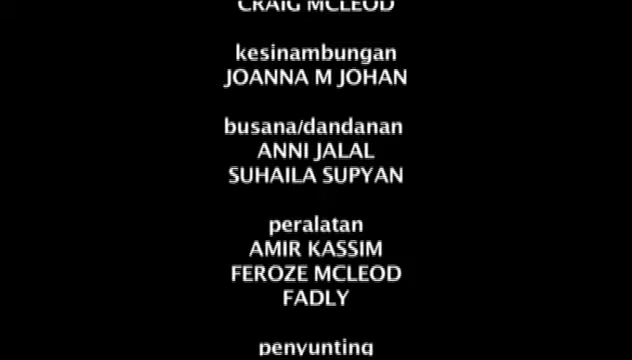 CRAIG MCLEOD
kesinambungan
JOANNA M JOHAN
busana/dandanan
ANNI JALAL
SUHAILA SUPYAN
peralatan
AMIR KASSIM
FEROZE MCLEOD
FADLY
penyunting